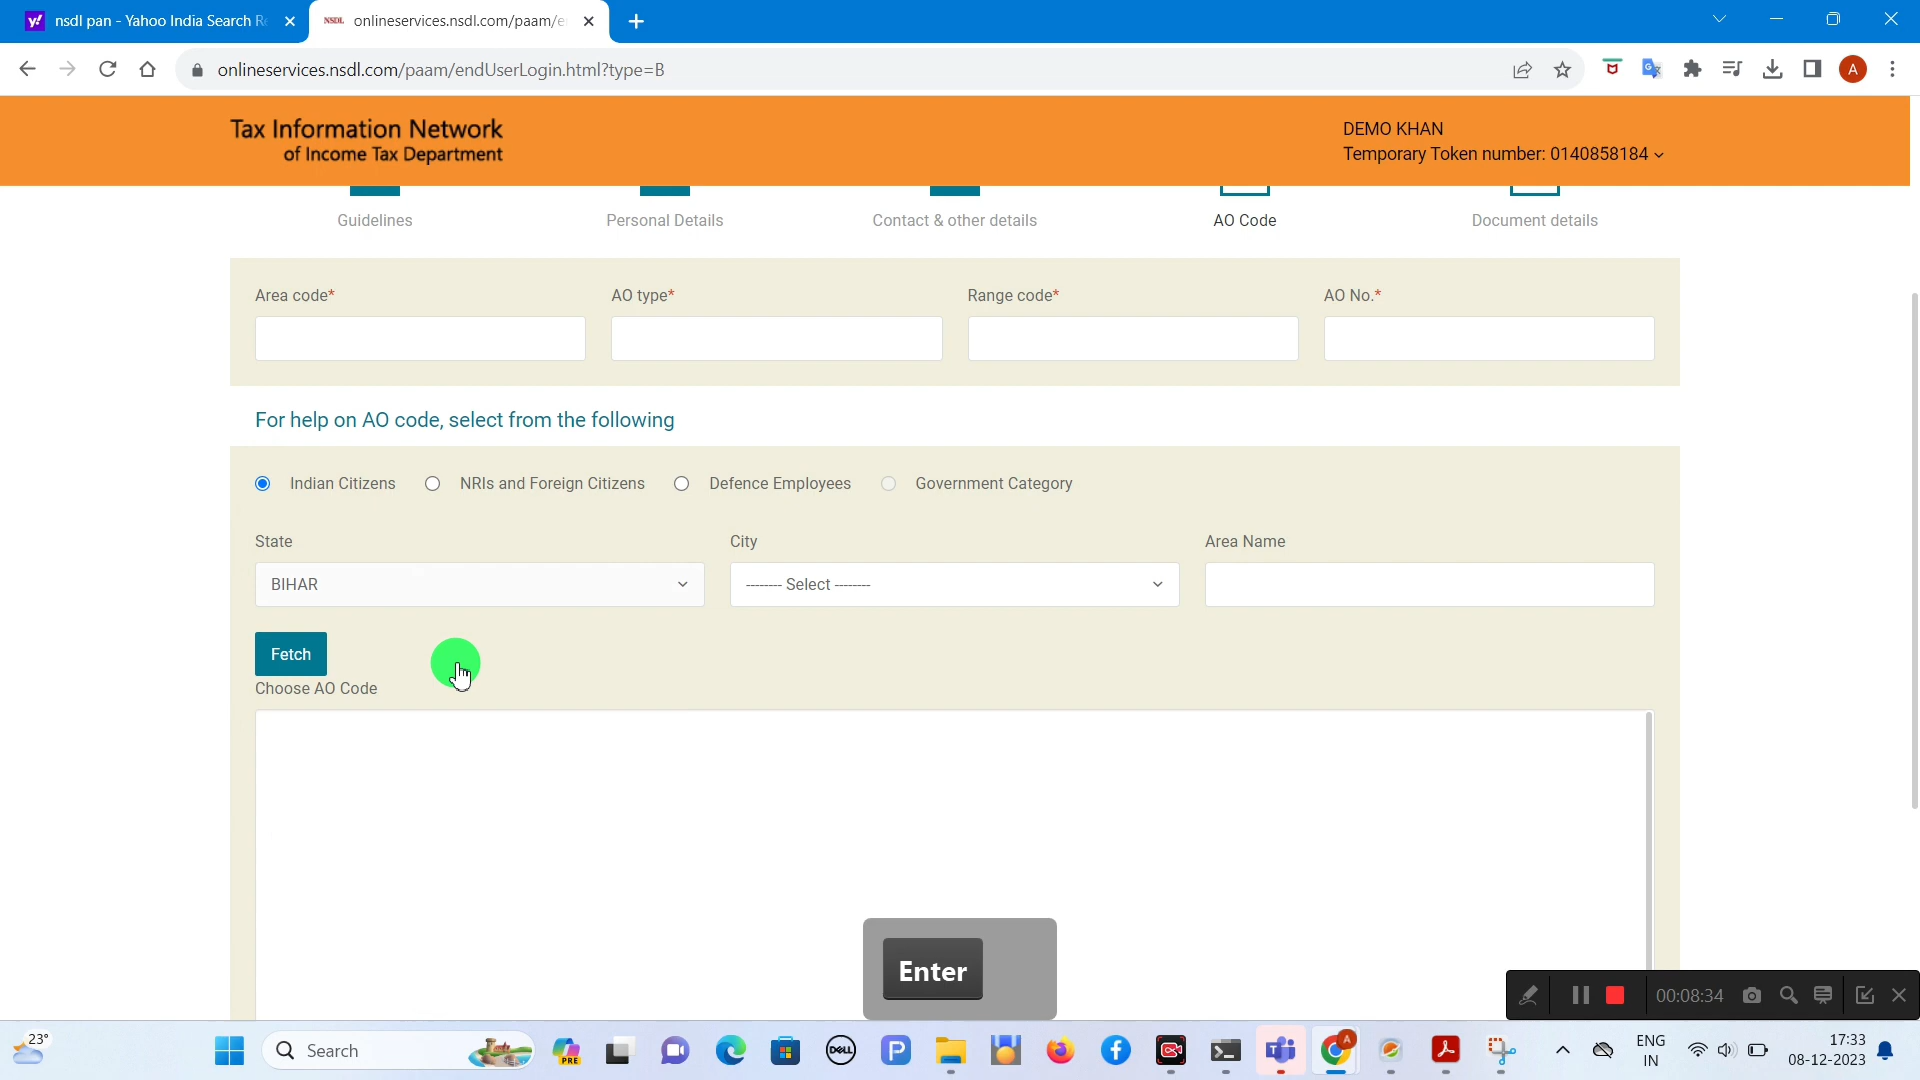 nsdl pan - Yahoo India Search Re
onlineservices.nsdl.com/paam/e
onlineservices.nsdl.com/paam/endUserLogin.html?type=B
Tax Information Network
of Income Tax Department
DEMO KHAN
Temporary Token number: 0140858184
Guidelines
Personal Details
Contact & other details
AO Code
Document details
Area code*
AO type*
Range code*
AO No.*
For help on AO code, select from the following
Indian Citizens
NRIs and Foreign Citizens
Defence Employees
Government Category
State
City
Area Name
BIHAR
-------- Select --------
Fetch
Choose AO Code
Enter
00:08:34
23°
Search
PRE
DELL
ENG
IN
17:33
08-12-2023